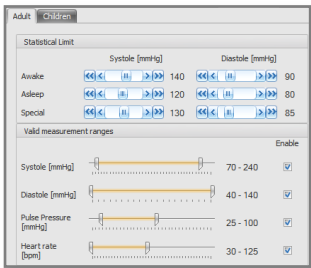 Adult Children
Statistical Limit
Systole [mmHg] Diastole [mmHg]
Awake 140 90
Asleep 120 80
Special 130 85
Valid measurement ranges
Enable
Systole [mmHg] 70 - 240
Diastole [mmHg] 40 - 140
Pulse Pressure
[mmHg] 25 - 100
Heart rate
[bpm] 30 - 125